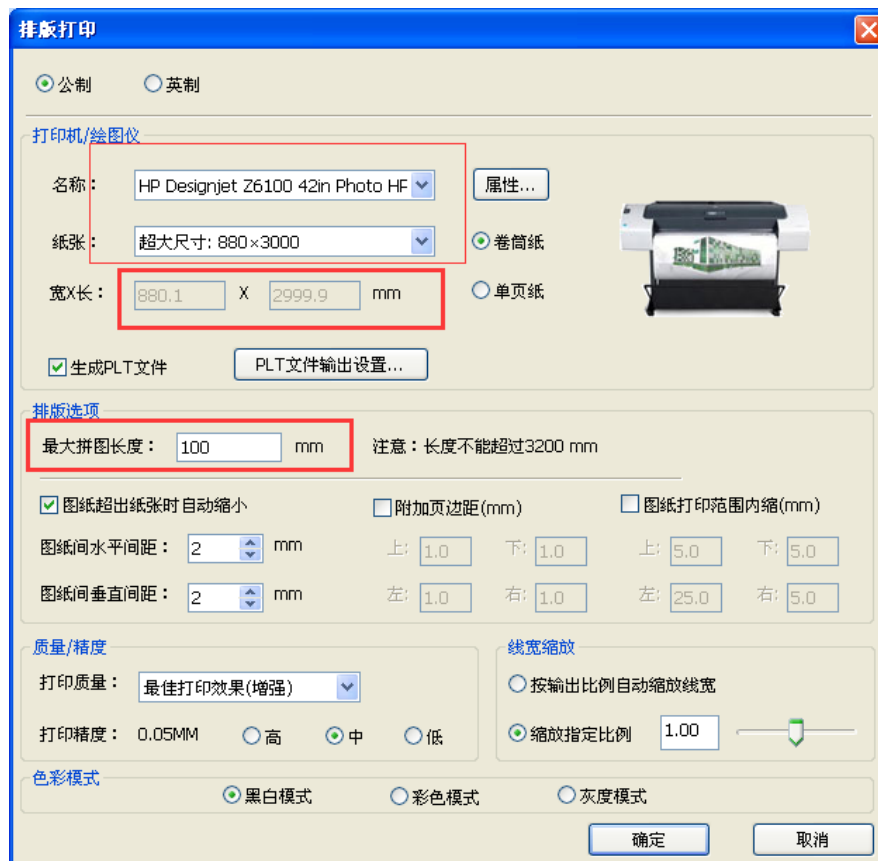 排版打印
公制 英制
打印机/绘图仪
名称： HP Designjet Z6100 42in Photo HP 属性...
纸张： 超大尺寸: 880×3000 卷筒纸
宽X长： 880.1 X 2999.9 mm 单页纸
生成PLT文件 PLT文件输出设置...
排版选项
最大拼图长度： 100 mm 注意：长度不能超过3200 mm
图纸超出纸张时自动缩小 附加页边距(mm) 图纸打印范围内缩(mm)
图纸间水平间距： 2 mm 上: 1.0 下: 1.0 上: 5.0 下: 5.0
图纸间垂直间距： 2 mm 左: 1.0 右: 1.0 左: 25.0 右: 5.0
质量/精度 线宽缩放
打印质量： 最佳打印效果(增强) 按输出比例自动缩放线宽
打印精度： 0.05MM 高 中 低 缩放指定比例 1.00
色彩模式
黑白模式 彩色模式 灰度模式
确定 取消